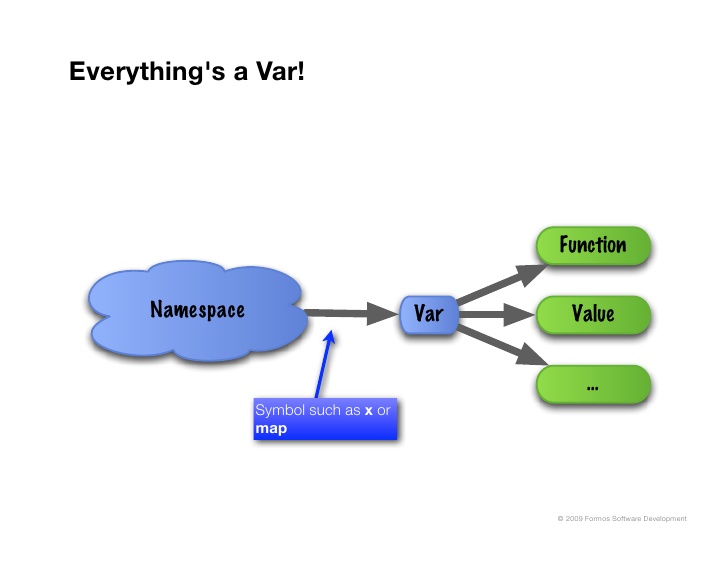 Everything's a Var!
Function
Namespace
Var
Value
...
Symbol such as x or
map
© 2009 Formos Software Development